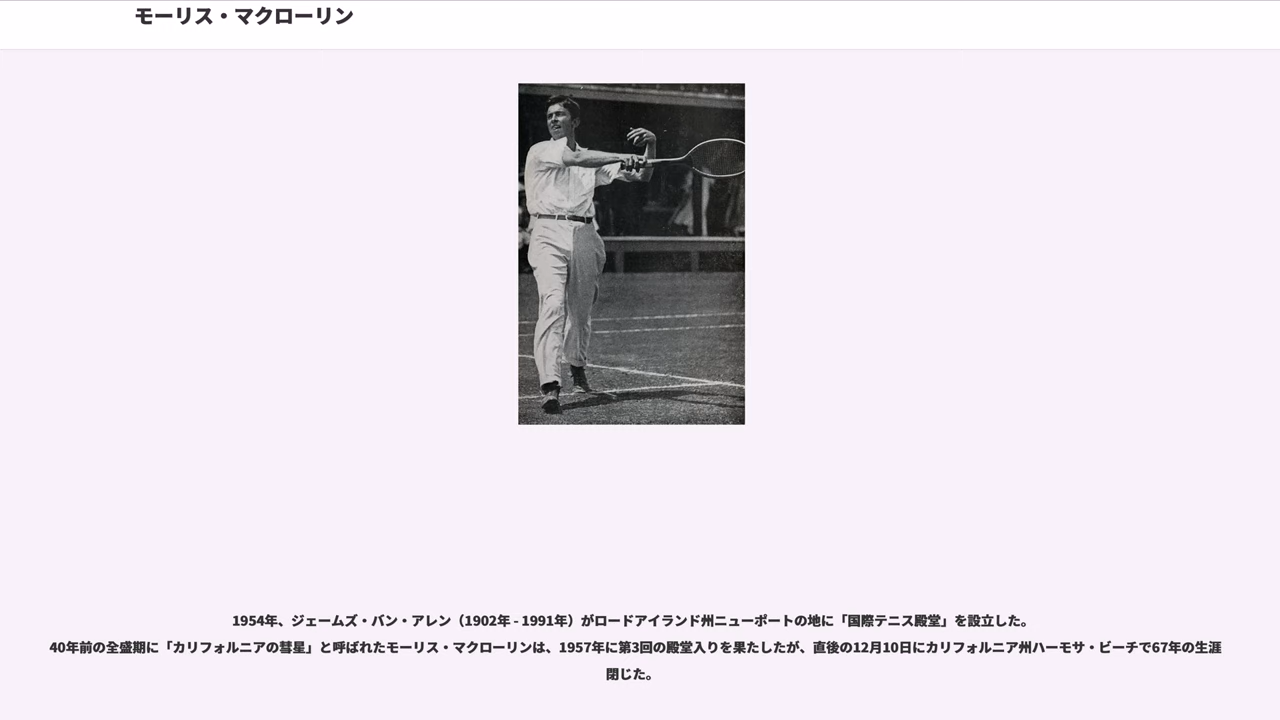 モーリス・マクローリン
1954年、ジェームズ・バン・アレン（1902年 - 1991年）がロードアイランド州ニューポートの地に「国際テニス殿堂」を設立した。
40年前の全盛期に「カリフォルニアの彗星」と呼ばれたモーリス・マクローリンは、1957年に第3回の殿堂入りを果たしたが、直後の12月10日にカリフォルニア州ハーモサ・ビーチで67年の生涯
閉じた。